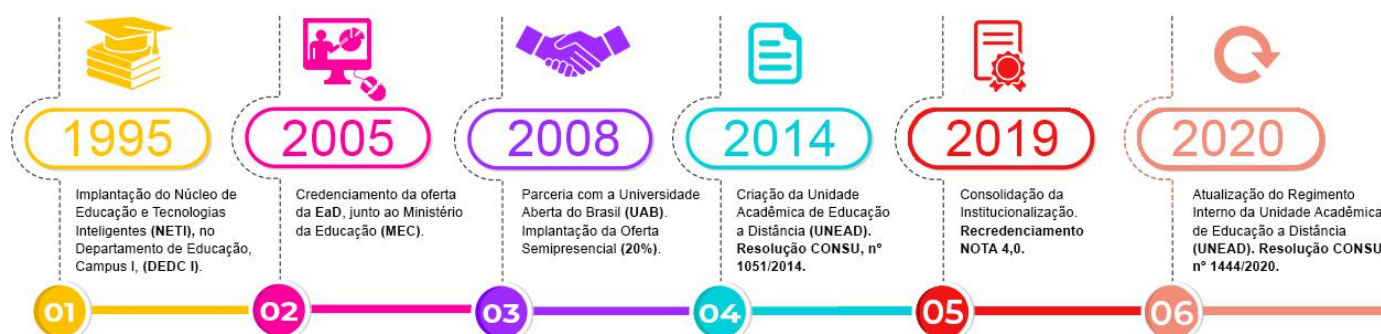 1995
Implantação do Núcleo de
Educação e Tecnologias
Inteligentes (NETI), no
Departamento de Educação,
Campus I, (DEDC I).
01
2005
Credenciamento da oferta
da EaD, junto ao Ministério
da Educação (MEC).
02
2008
Parceria com a Universidade
Aberta do Brasil (UAB).
Implantação da Oferta
Semipresencial (20%).
03
2014
Criação da Unidade
Acadêmica de Educação
a Distância (UNEAD).
Resolução CONSU, nº
1051/2014.
04
2019
Consolidação da
Institucionalização.
Recredenciamento
NOTA 4,0.
05
2020
Atualização do Regimento
Interno da Unidade Acadêmica
de Educação a Distância
(UNEAD). Resolução CONSU
nº 1444/2020.
06